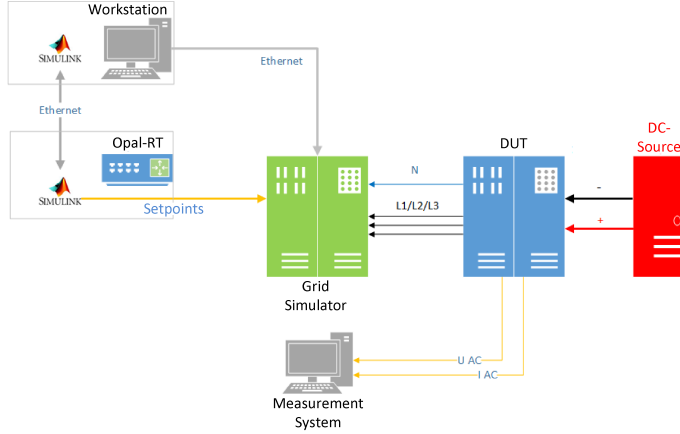 Workstation
SIMULINK
Ethernet
Ethernet
Opal-RT
SIMULINK
Setpoints
DUT
DC-
Source
N
-
L1/L2/L3
+
Grid
Simulator
U AC
I AC
Measurement
System